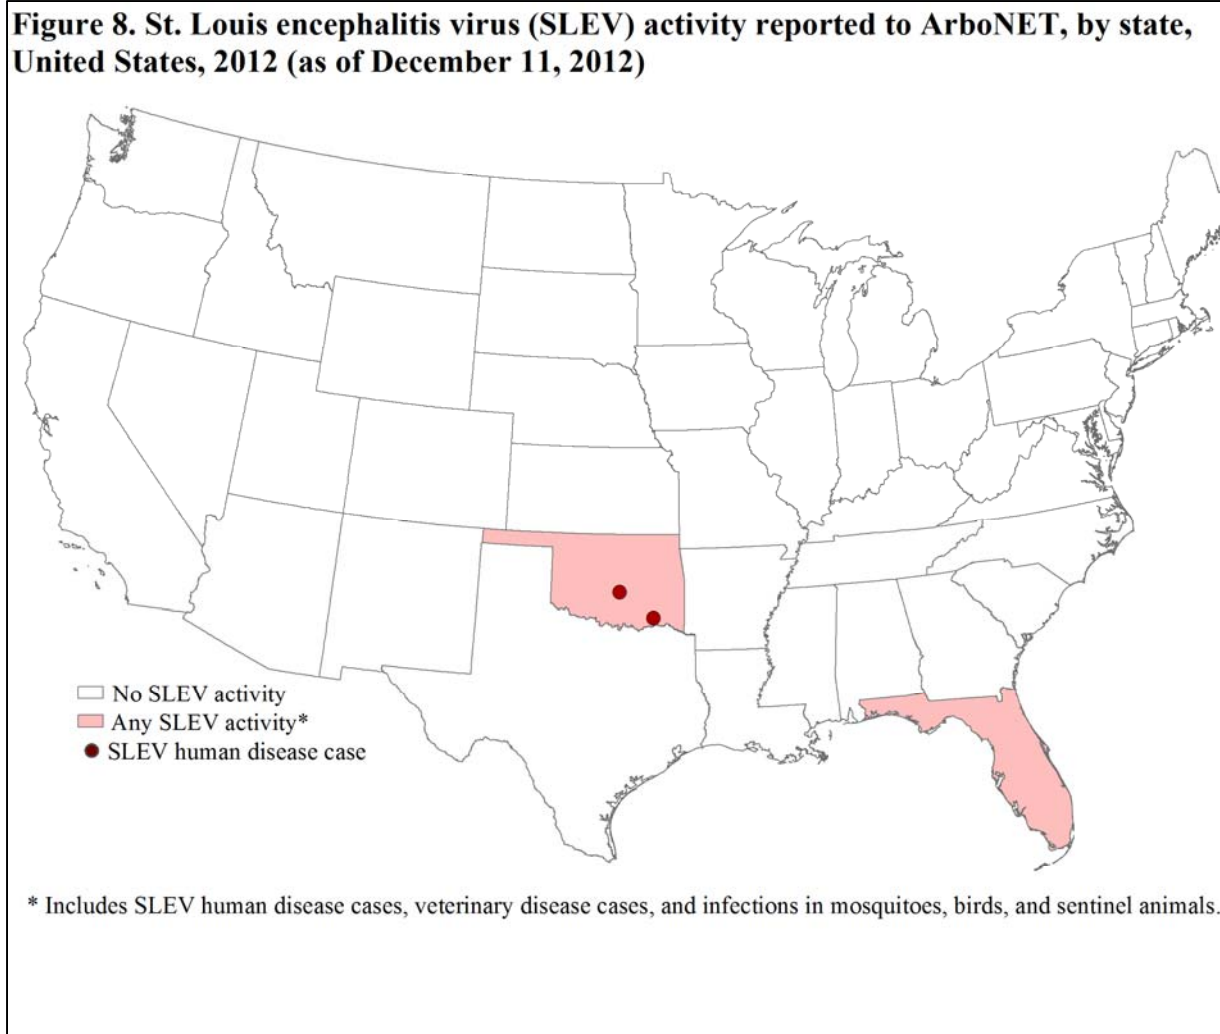 Figure 8. St. Louis encephalitis virus (SLEV) activity reported to ArboNET, by state,
United States, 2012 (as of December 11, 2012)
No SLEV activity
Any SLEV activity*
SLEV human disease case
* Includes SLEV human disease cases, veterinary disease cases, and infections in mosquitoes, birds, and sentinel animals.